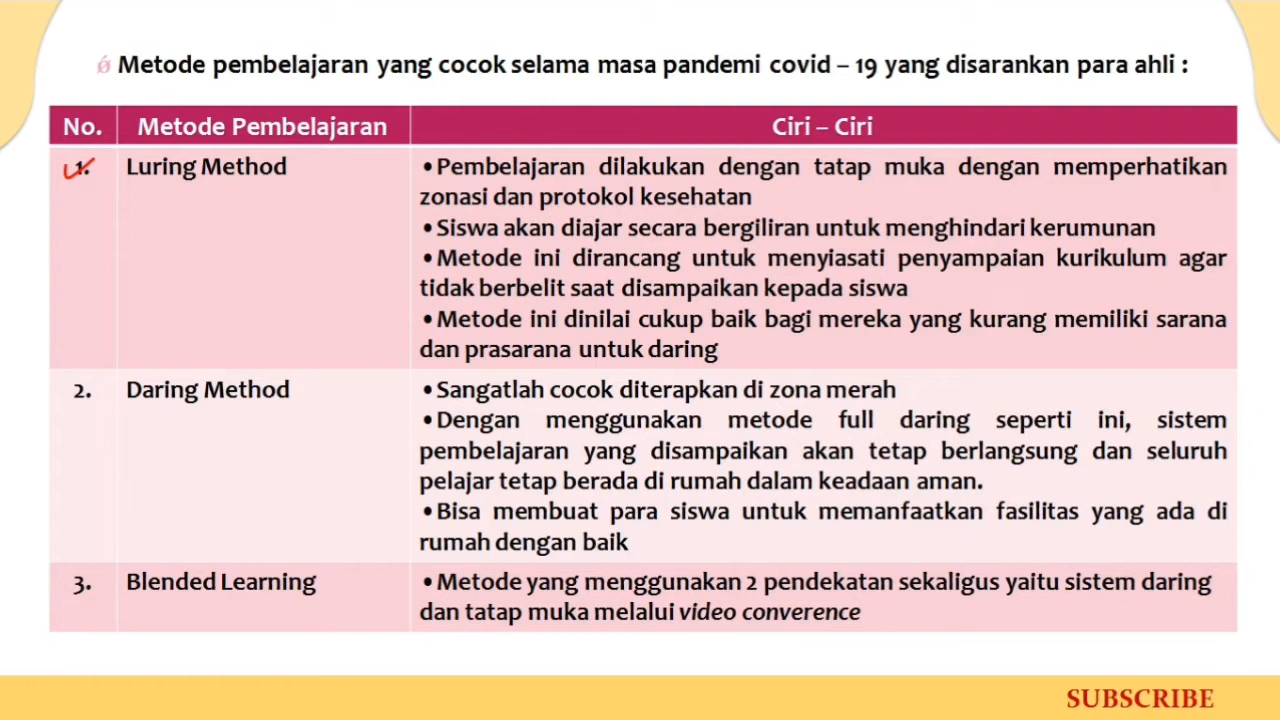 Metode pembelajaran yang cocok selama masa pandemi covid – 19 yang disarankan para ahli :
No. Metode Pembelajaran Ciri – Ciri
1. Luring Method
•Pembelajaran dilakukan dengan tatap muka dengan memperhatikan
zonasi dan protokol kesehatan
•Siswa akan diajar secara bergiliran untuk menghindari kerumunan
•Metode ini dirancang untuk menyiasati penyampaian kurikulum agar
tidak berbelit saat disampaikan kepada siswa
•Metode ini dinilai cukup baik bagi mereka yang kurang memiliki sarana
dan prasarana untuk daring
2. Daring Method
•Sangatlah cocok diterapkan di zona merah
•Dengan menggunakan metode full daring seperti ini, sistem
pembelajaran yang disampaikan akan tetap berlangsung dan seluruh
pelajar tetap berada di rumah dalam keadaan aman.
•Bisa membuat para siswa untuk memanfaatkan fasilitas yang ada di
rumah dengan baik
3. Blended Learning
•Metode yang menggunakan 2 pendekatan sekaligus yaitu sistem daring
dan tatap muka melalui video converence
SUBSCRIBE